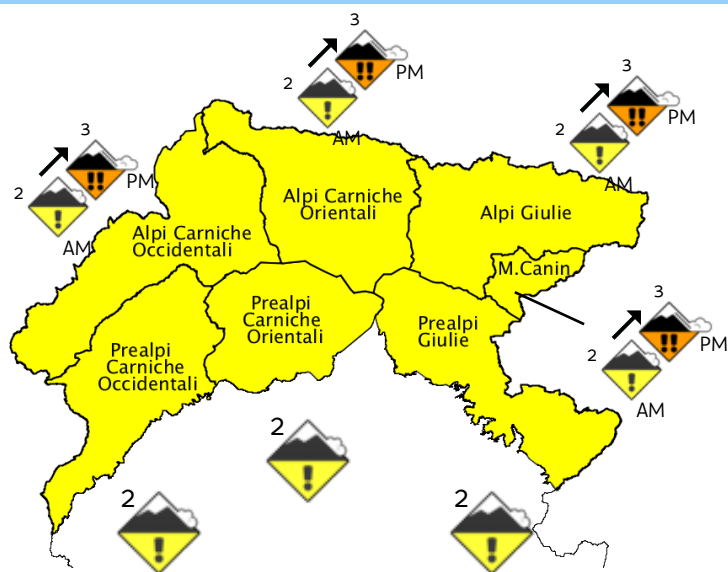 3
2
PM
AM
3
2
PM
AM
3
2
PM
AM
Alpi Carniche
Orientali
Alpi Giulie
Alpi Carniche
Occidentali
M.Canin
Prealpi
Carniche
Orientali
Prealpi
Giulie
Prealpi
Carniche
Occidentali
3
2
PM
AM
2
2
2